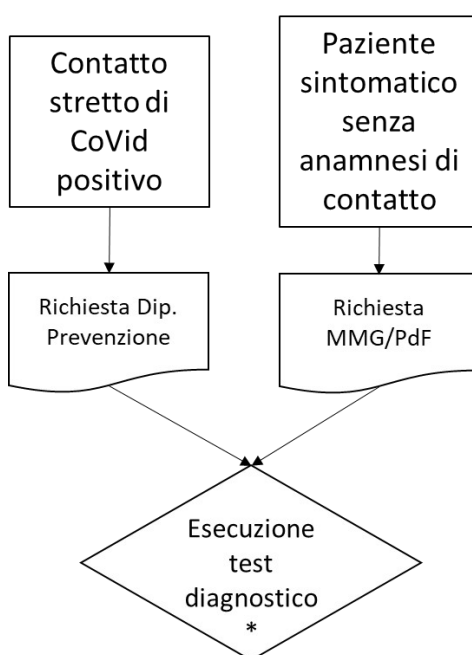 Contatto
stretto di
CoVid
positivo
Paziente
sintomatico
senza
anamnesi di
contatto
Richiesta Dip.
Prevenzione
Richiesta
MMG/PdF
Esecuzione
test
diagnostico
*